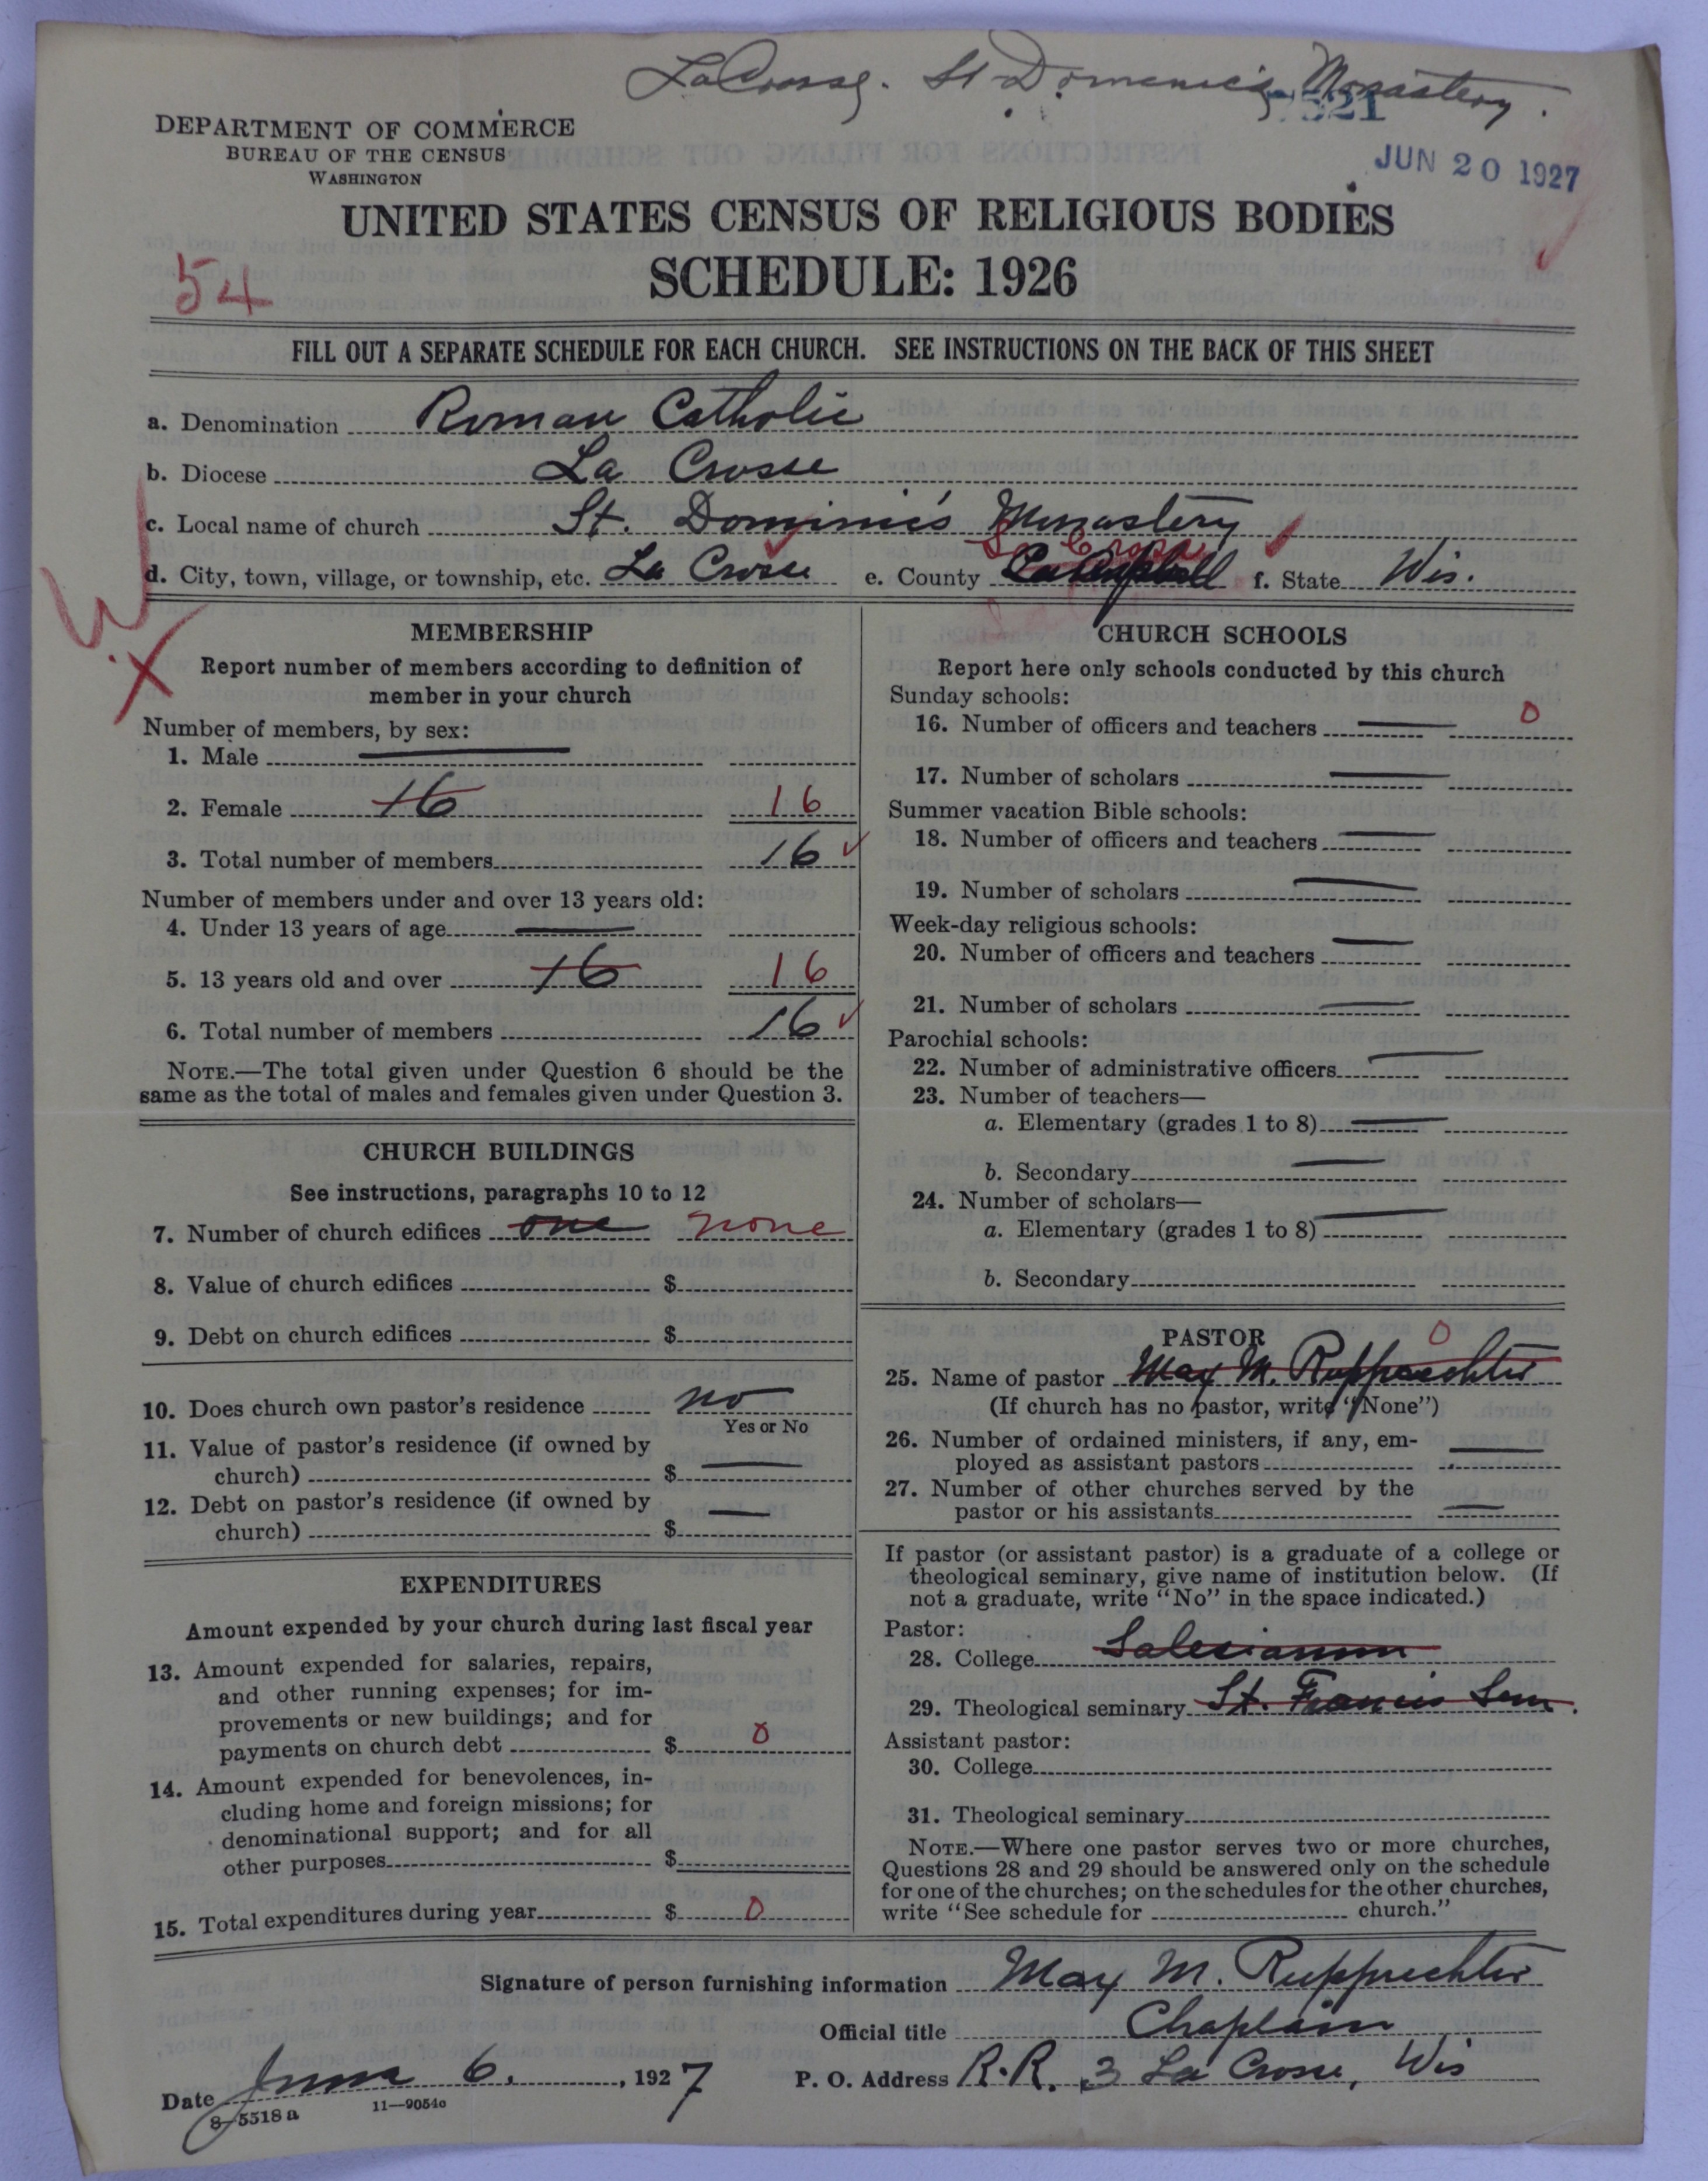 LaCrosse. St Domenic's Monastery.
DEPARTMENT OF COMMERCE
BUREAU OF THE CENSUS
WASHINGTON
JUN 20 1927
UNITED STATES CENSUS OF RELIGIOUS BODIES
SCHEDULE: 1926
54
FILL OUT A SEPARATE SCHEDULE FOR EACH CHURCH. SEE INSTRUCTIONS ON THE BACK OF THIS SHEET
a. Denomination Roman Catholic
b. Diocese La Crosse
c. Local name of church St. Dominic's Monastery
La Crosse
d. City, town, village, or township, etc. La Crosse e. County Campbell f. State Wis.
MEMBERSHIP
Report number of members according to definition of
member in your church
Number of members, by sex:
1. Male
2. Female 16 16
3. Total number of members 16
Number of members under and over 13 years old:
4. Under 13 years of age
5. 13 years old and over 16 16
6. Total number of members 16
NOTE.—The total given under Question 6 should be the
same as the total of males and females given under Question 3.
CHURCH BUILDINGS
See instructions, paragraphs 10 to 12
7. Number of church edifices one none
8. Value of church edifices $
9. Debt on church edifices $
10. Does church own pastor's residence no
Yes or No
11. Value of pastor's residence (if owned by
church) $
12. Debt on pastor's residence (if owned by
church) $
EXPENDITURES
Amount expended by your church during last fiscal year
13. Amount expended for salaries, repairs,
and other running expenses; for im-
provements or new buildings; and for
payments on church debt $ 0
14. Amount expended for benevolences, in-
cluding home and foreign missions; for
denominational support; and for all
other purposes $
15. Total expenditures during year $ 0
CHURCH SCHOOLS
Report here only schools conducted by this church
Sunday schools:
16. Number of officers and teachers 0
17. Number of scholars
Summer vacation Bible schools:
18. Number of officers and teachers
19. Number of scholars
Week-day religious schools:
20. Number of officers and teachers
21. Number of scholars
Parochial schools:
22. Number of administrative officers
23. Number of teachers—
a. Elementary (grades 1 to 8)
b. Secondary
24. Number of scholars—
a. Elementary (grades 1 to 8)
b. Secondary
PASTOR 0
25. Name of pastor Max M. Rupprechter
(If church has no pastor, write "None")
26. Number of ordained ministers, if any, em-
ployed as assistant pastors
27. Number of other churches served by the
pastor or his assistants
If pastor (or assistant pastor) is a graduate of a college or
theological seminary, give name of institution below. (If
not a graduate, write "No" in the space indicated.)
Pastor:
28. College Salesianum
29. Theological seminary St. Francis Sem.
Assistant pastor:
30. College
31. Theological seminary
NOTE.—Where one pastor serves two or more churches,
Questions 28 and 29 should be answered only on the schedule
for one of the churches; on the schedules for the other churches,
write "See schedule for church."
Signature of person furnishing information Max M. Rupprechter
Official title Chaplain
Date June 6, 1927 P. O. Address R.R. 3 La Crosse, Wis
8-5518 a 11—9054o